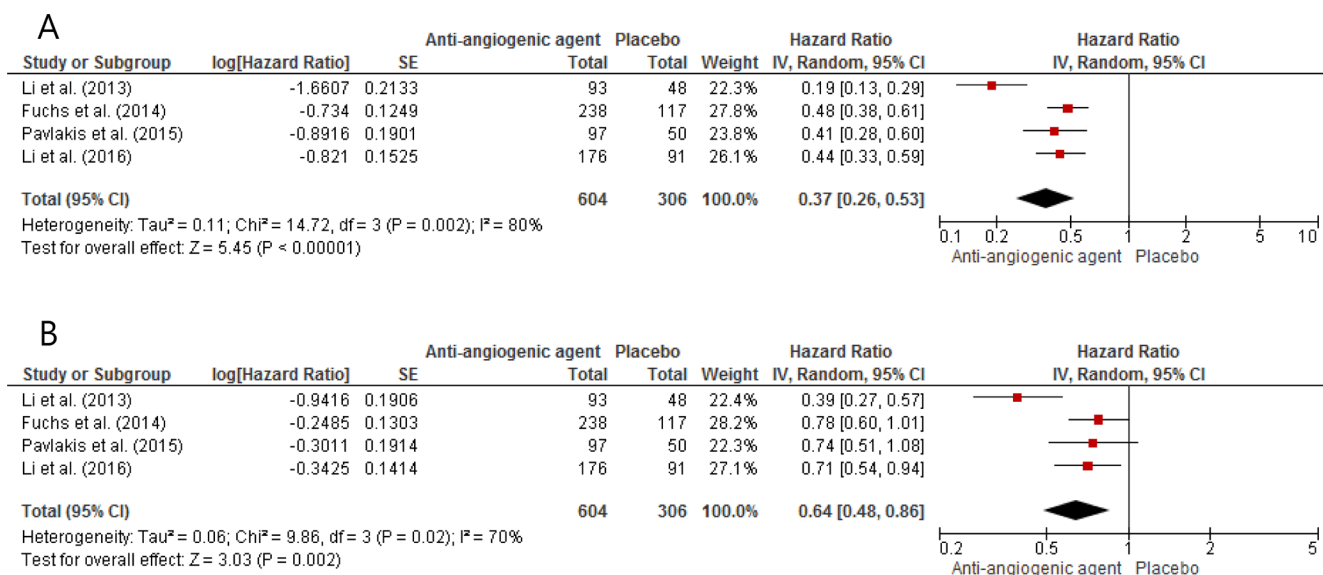 A
Anti-angiogenic agent Placebo Hazard Ratio Hazard Ratio
Study or Subgroup log[Hazard Ratio] SE Total Total Weight IV, Random, 95% CI IV, Random, 95% CI
Li et al. (2013) -1.6607 0.2133 93 48 22.3% 0.19 [0.13, 0.29]
Fuchs et al. (2014) -0.734 0.1249 238 117 27.8% 0.48 [0.38, 0.61]
Pavlakis et al. (2015) -0.8916 0.1901 97 50 23.8% 0.41 [0.28, 0.60]
Li et al. (2016) -0.821 0.1525 176 91 26.1% 0.44 [0.33, 0.59]
Total (95% CI) 604 306 100.0% 0.37 [0.26, 0.53]
Heterogeneity: Tau² = 0.11; Chi² = 14.72, df = 3 (P = 0.002); I² = 80%
Test for overall effect: Z = 5.45 (P < 0.00001)
0.1 0.2 0.5 1 2 5 10
Anti-angiogenic agent Placebo
B
Anti-angiogenic agent Placebo Hazard Ratio Hazard Ratio
Study or Subgroup log[Hazard Ratio] SE Total Total Weight IV, Random, 95% CI IV, Random, 95% CI
Li et al. (2013) -0.9416 0.1906 93 48 22.4% 0.39 [0.27, 0.57]
Fuchs et al. (2014) -0.2485 0.1303 238 117 28.2% 0.78 [0.60, 1.01]
Pavlakis et al. (2015) -0.3011 0.1914 97 50 22.3% 0.74 [0.51, 1.08]
Li et al. (2016) -0.3425 0.1414 176 91 27.1% 0.71 [0.54, 0.94]
Total (95% CI) 604 306 100.0% 0.64 [0.48, 0.86]
Heterogeneity: Tau² = 0.06; Chi² = 9.86, df = 3 (P = 0.02); I² = 70%
Test for overall effect: Z = 3.03 (P = 0.002)
0.2 0.5 1 2 5
Anti-angiogenic agent Placebo